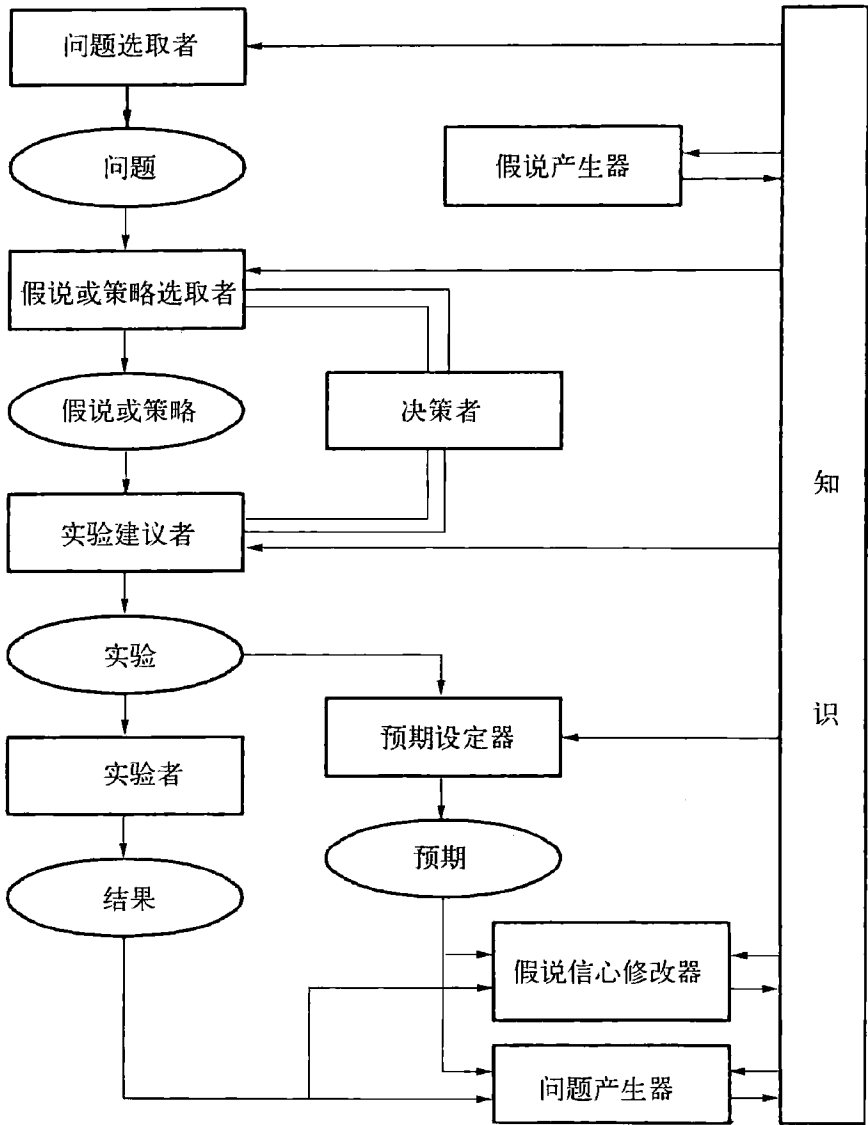 问题选取者
问题
假说产生器
假说或策略选取者
假说或策略
决策者
知
实验建议者
实验
预期设定器
识
实验者
预期
结果
假说信心修改器
问题产生器